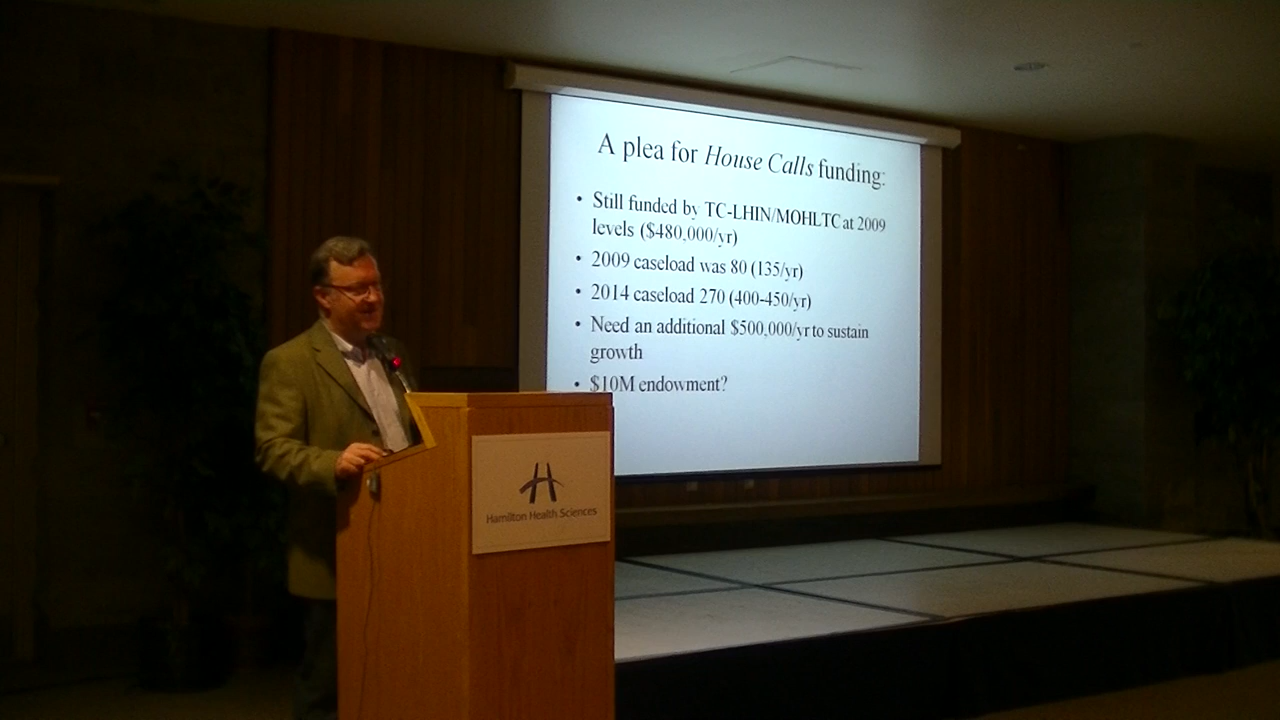 A plea for House Calls funding:
• Still funded by TC-LHIN/MOHLTC at 2009
levels ($480,000/yr)
• 2009 caseload was 80 (135/yr)
• 2014 caseload 270 (400-450/yr)
• Need an additional $500,000/yr to sustain
growth
• $10M endowment?
Hamilton Health Sciences